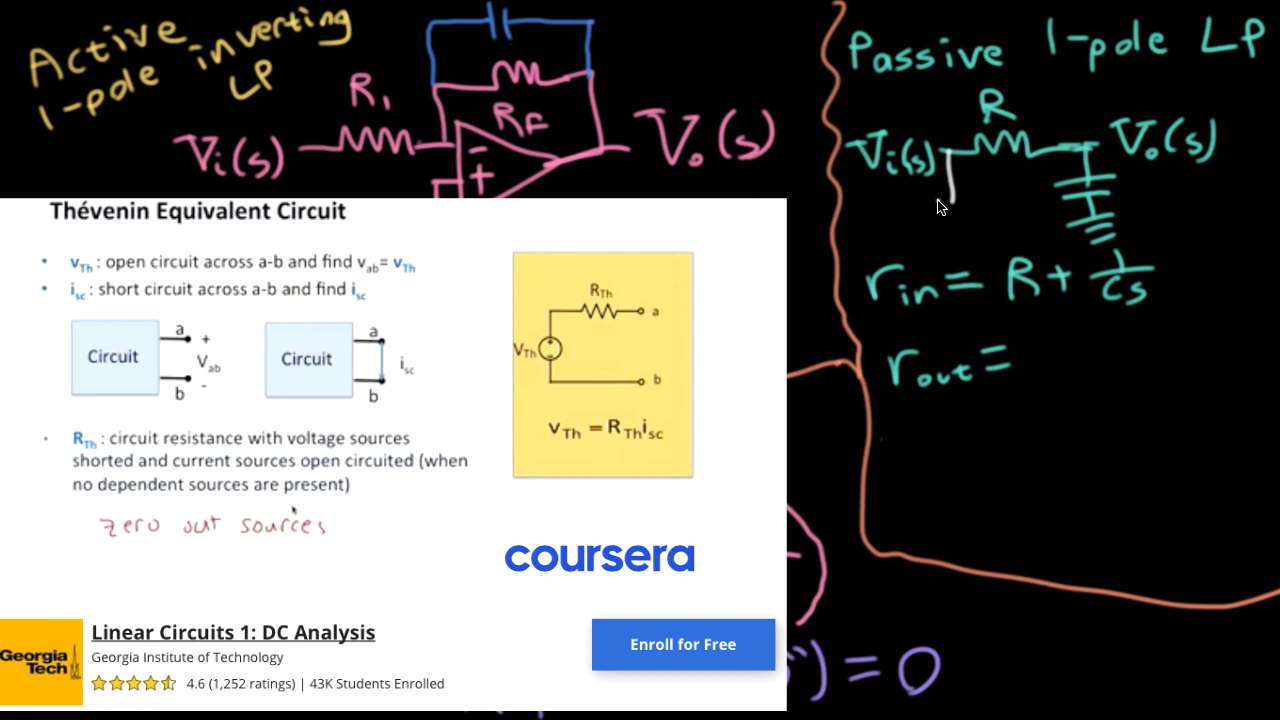 Active
1-pole inverting
LP
R1
RF
Vi(s)
Vo(s)
-
+
Passive 1-pole LP
R
Vi(s)
Vo(s)
rin = R + 1/Cs
rout =
Thévenin Equivalent Circuit
• vTh : open circuit across a-b and find vab= vTh
• isc : short circuit across a-b and find isc
Circuit
a
+
Vab
-
b
Circuit
a
isc
b
RTh
a
VTh
b
vTh = RThisc
· RTh : circuit resistance with voltage sources
shorted and current sources open circuited (when
no dependent sources are present)
zero out sources
coursera
Georgia
Tech
Linear Circuits 1: DC Analysis
Georgia Institute of Technology
4.6 (1,252 ratings) | 43K Students Enrolled
Enroll for Free
) = 0